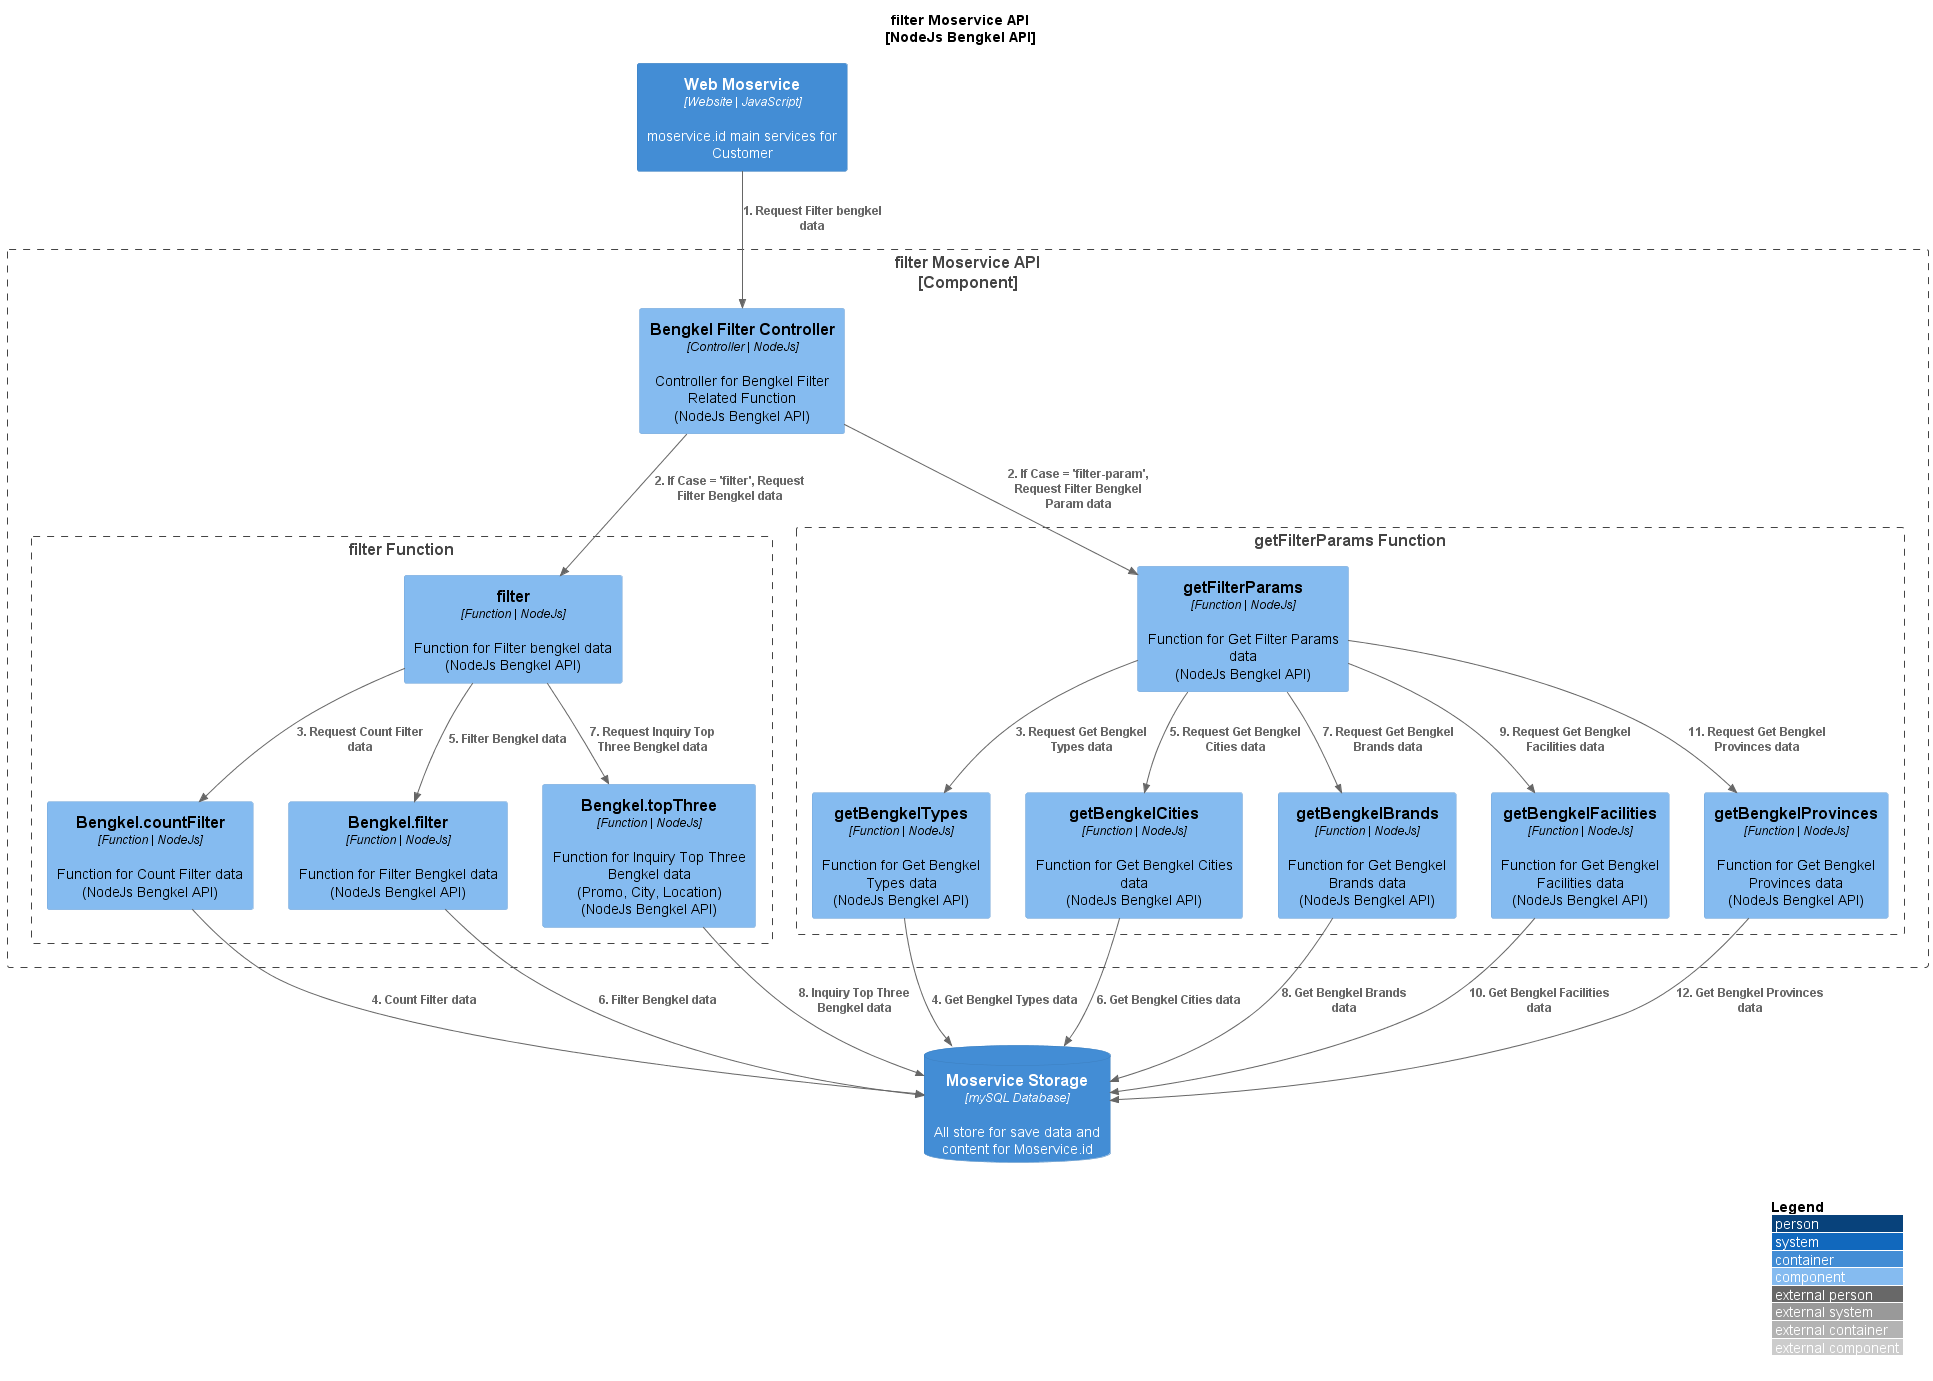 filter Moservice API
[NodeJs Bengkel API]
Web Moservice
[Website | JavaScript]
moservice.id main services for
Customer
1. Request Filter bengkel
data
filter Moservice API
[Component]
Bengkel Filter Controller
[Controller | NodeJs]
Controller for Bengkel Filter
Related Function
(NodeJs Bengkel API)
2. If Case = 'filter', Request
Filter Bengkel data
2. If Case = 'filter-param',
Request Filter Bengkel
Param data
filter Function
filter
[Function | NodeJs]
Function for Filter bengkel data
(NodeJs Bengkel API)
getFilterParams Function
getFilterParams
[Function | NodeJs]
Function for Get Filter Params
data
(NodeJs Bengkel API)
3. Request Count Filter
data
5. Filter Bengkel data
7. Request Inquiry Top
Three Bengkel data
3. Request Get Bengkel
Types data
5. Request Get Bengkel
Cities data
7. Request Get Bengkel
Brands data
9. Request Get Bengkel
Facilities data
11. Request Get Bengkel
Provinces data
Bengkel.countFilter
[Function | NodeJs]
Function for Count Filter data
(NodeJs Bengkel API)
Bengkel.filter
[Function | NodeJs]
Function for Filter Bengkel data
(NodeJs Bengkel API)
Bengkel.topThree
[Function | NodeJs]
Function for Inquiry Top Three
Bengkel data
(Promo, City, Location)
(NodeJs Bengkel API)
getBengkelTypes
[Function | NodeJs]
Function for Get Bengkel
Types data
(NodeJs Bengkel API)
getBengkelCities
[Function | NodeJs]
Function for Get Bengkel Cities
data
(NodeJs Bengkel API)
getBengkelBrands
[Function | NodeJs]
Function for Get Bengkel
Brands data
(NodeJs Bengkel API)
getBengkelFacilities
[Function | NodeJs]
Function for Get Bengkel
Facilities data
(NodeJs Bengkel API)
getBengkelProvinces
[Function | NodeJs]
Function for Get Bengkel
Provinces data
(NodeJs Bengkel API)
4. Count Filter data
6. Filter Bengkel data
8. Inquiry Top Three
Bengkel data
4. Get Bengkel Types data
6. Get Bengkel Cities data
8. Get Bengkel Brands
data
10. Get Bengkel Facilities
data
12. Get Bengkel Provinces
data
Moservice Storage
[mySQL Database]
All store for save data and
content for Moservice.id
Legend
person
system
container
component
external person
external system
external container
external component